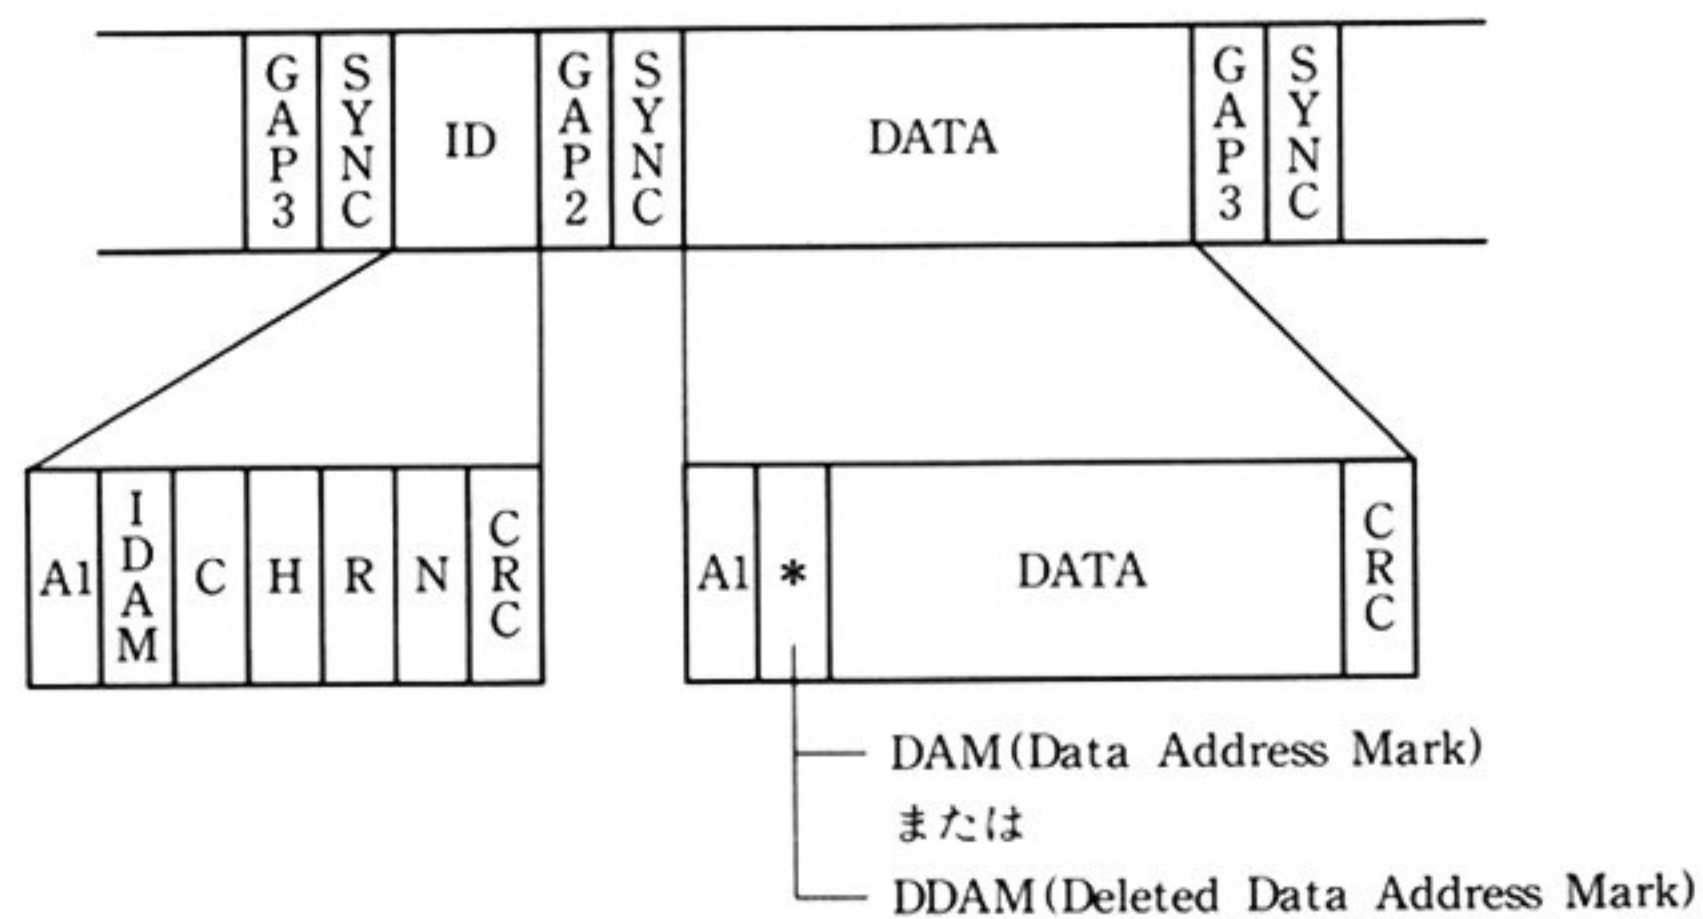 GAP3 SYNC ID GAP2 SYNC DATA GAP3 SYNC
A1 IDAM C H R N CRC
A1 * DATA CRC
DAM(Data Address Mark)
または
DDAM(Deleted Data Address Mark)